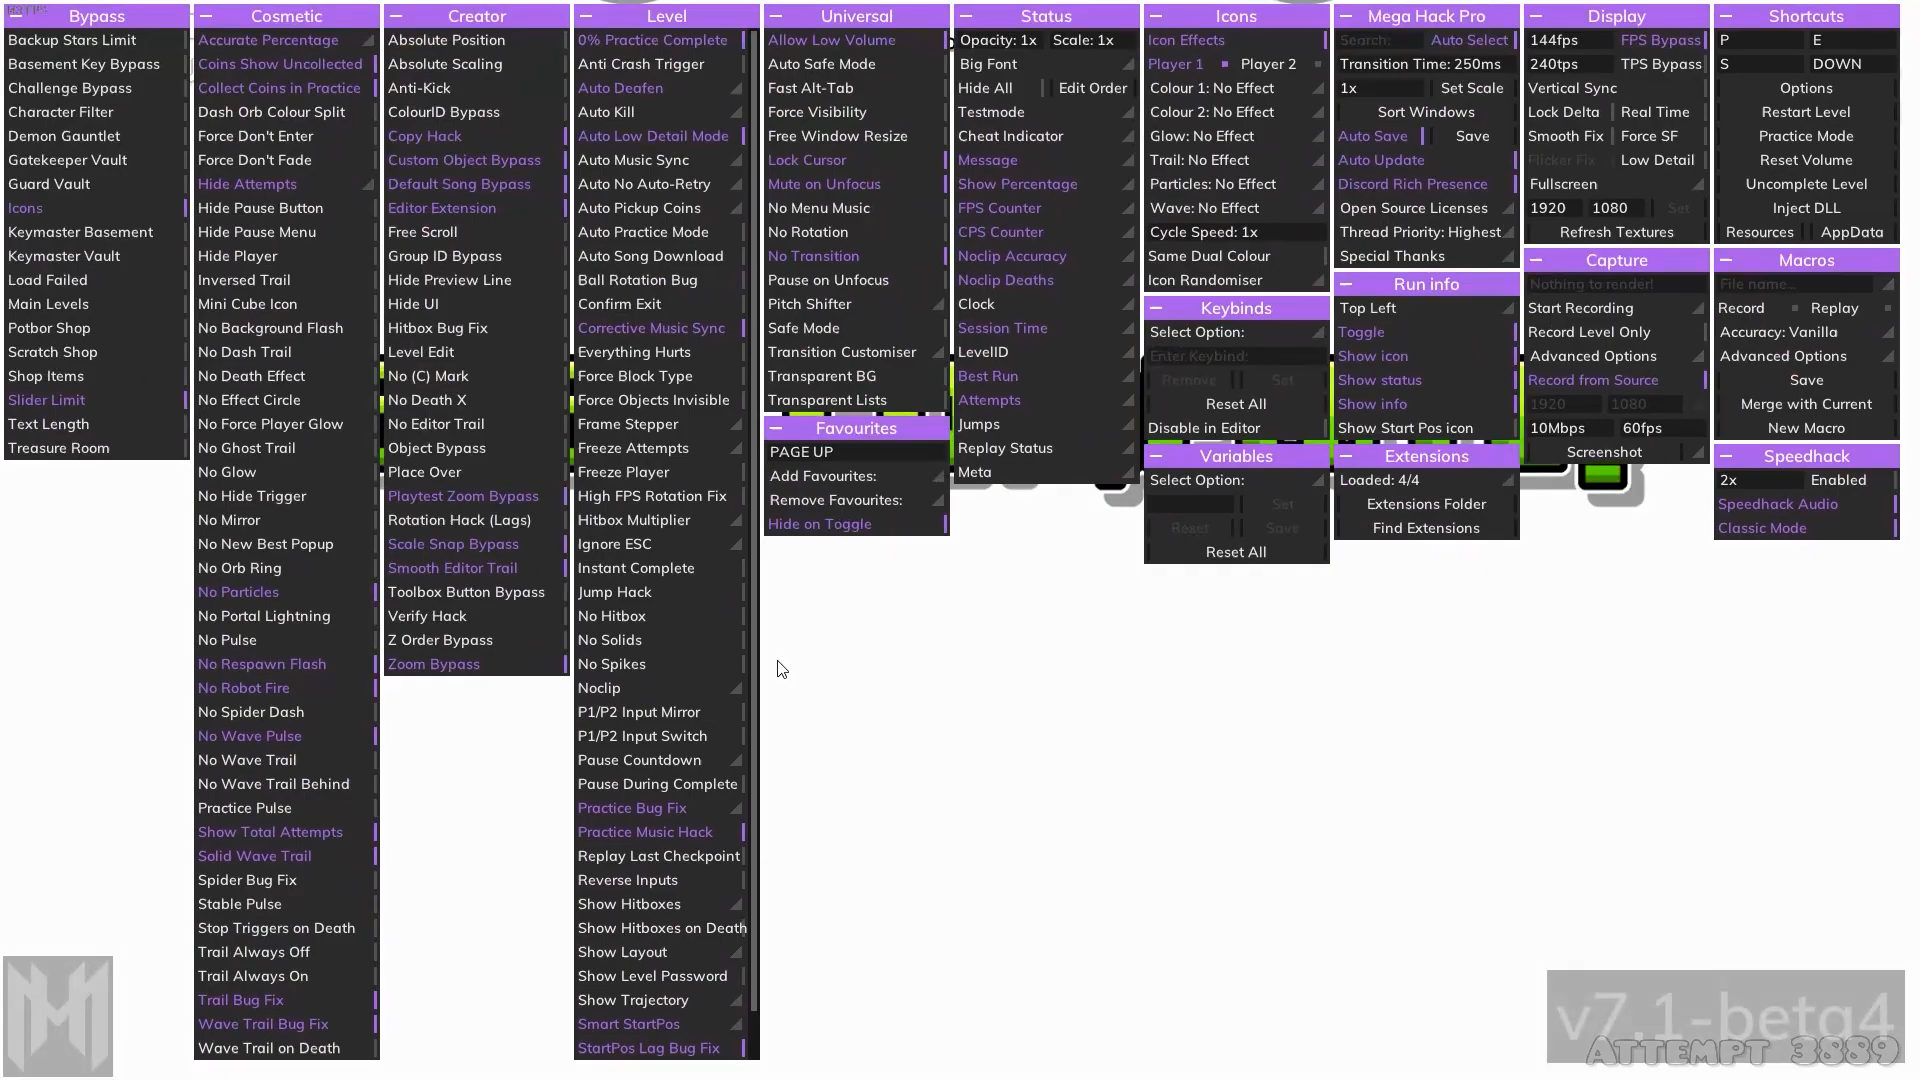 Bypass
Backup Stars Limit
Basement Key Bypass
Challenge Bypass
Character Filter
Demon Gauntlet
Gatekeeper Vault
Guard Vault
Icons
Keymaster Basement
Keymaster Vault
Load Failed
Main Levels
Potbor Shop
Scratch Shop
Shop Items
Slider Limit
Text Length
Treasure Room
Cosmetic
Accurate Percentage
Coins Show Uncollected
Collect Coins in Practice
Dash Orb Colour Split
Force Don't Enter
Force Don't Fade
Hide Attempts
Hide Pause Button
Hide Pause Menu
Hide Player
Inversed Trail
Mini Cube Icon
No Background Flash
No Dash Trail
No Death Effect
No Effect Circle
No Force Player Glow
No Ghost Trail
No Glow
No Hide Trigger
No Mirror
No New Best Popup
No Orb Ring
No Particles
No Portal Lightning
No Pulse
No Respawn Flash
No Robot Fire
No Spider Dash
No Wave Pulse
No Wave Trail
No Wave Trail Behind
Practice Pulse
Show Total Attempts
Solid Wave Trail
Spider Bug Fix
Stable Pulse
Stop Triggers on Death
Trail Always Off
Trail Always On
Trail Bug Fix
Wave Trail Bug Fix
Wave Trail on Death
Creator
Absolute Position
Absolute Scaling
Anti-Kick
ColourID Bypass
Copy Hack
Custom Object Bypass
Default Song Bypass
Editor Extension
Free Scroll
Group ID Bypass
Hide Preview Line
Hide UI
Hitbox Bug Fix
Level Edit
No (C) Mark
No Death X
No Editor Trail
Object Bypass
Place Over
Playtest Zoom Bypass
Rotation Hack (Lags)
Scale Snap Bypass
Smooth Editor Trail
Toolbox Button Bypass
Verify Hack
Z Order Bypass
Zoom Bypass
Level
0% Practice Complete
Anti Crash Trigger
Auto Deafen
Auto Kill
Auto Low Detail Mode
Auto Music Sync
Auto No Auto-Retry
Auto Pickup Coins
Auto Practice Mode
Auto Song Download
Ball Rotation Bug
Confirm Exit
Corrective Music Sync
Everything Hurts
Force Block Type
Force Objects Invisible
Frame Stepper
Freeze Attempts
Freeze Player
High FPS Rotation Fix
Hitbox Multiplier
Ignore ESC
Instant Complete
Jump Hack
No Hitbox
No Solids
No Spikes
Noclip
P1/P2 Input Mirror
P1/P2 Input Switch
Pause Countdown
Pause During Complete
Practice Bug Fix
Practice Music Hack
Replay Last Checkpoint
Reverse Inputs
Show Hitboxes
Show Hitboxes on Death
Show Layout
Show Level Password
Show Trajectory
Smart StartPos
StartPos Lag Bug Fix
Universal
Allow Low Volume
Auto Safe Mode
Fast Alt-Tab
Force Visibility
Free Window Resize
Lock Cursor
Mute on Unfocus
No Menu Music
No Rotation
No Transition
Pause on Unfocus
Pitch Shifter
Safe Mode
Transition Customiser
Transparent BG
Transparent Lists
Favourites
PAGE UP
Add Favourites:
Remove Favourites:
Hide on Toggle
Status
Opacity: 1x Scale: 1x
Big Font
Hide All Edit Order
Testmode
Cheat Indicator
Message
Show Percentage
FPS Counter
CPS Counter
Noclip Accuracy
Noclip Deaths
Clock
Session Time
LevelID
Best Run
Attempts
Jumps
Replay Status
Meta
Icons
Icon Effects
Player 1 Player 2
Colour 1: No Effect
Colour 2: No Effect
Glow: No Effect
Trail: No Effect
Particles: No Effect
Wave: No Effect
Cycle Speed: 1x
Same Dual Colour
Icon Randomiser
Keybinds
Select Option:
Enter Keybind:
Remove Set
Reset All
Disable in Editor
Variables
Select Option:
Set
Reset Save
Reset All
Mega Hack Pro
Search: Auto Select
Transition Time: 250ms
1x Set Scale
Sort Windows
Auto Save Save
Auto Update
Discord Rich Presence
Open Source Licenses
Thread Priority: Highest
Special Thanks
Run info
Top Left
Toggle
Show icon
Show status
Show info
Show Start Pos icon
Extensions
Loaded: 4/4
Extensions Folder
Find Extensions
Display
144fps FPS Bypass
240tps TPS Bypass
Vertical Sync
Lock Delta Real Time
Smooth Fix Force SF
Flicker Fix Low Detail
Fullscreen
1920 1080 Set
Refresh Textures
Capture
Nothing to render!
Start Recording
Record Level Only
Advanced Options
Record from Source
1920 1080
10Mbps 60fps
Screenshot
Shortcuts
P E
S DOWN
Options
Restart Level
Practice Mode
Reset Volume
Uncomplete Level
Inject DLL
Resources AppData
Macros
File name...
Record Replay
Accuracy: Vanilla
Advanced Options
Save
Merge with Current
New Macro
Speedhack
2x Enabled
Speedhack Audio
Classic Mode
v7.1-beta4
ATTEMPT 3889